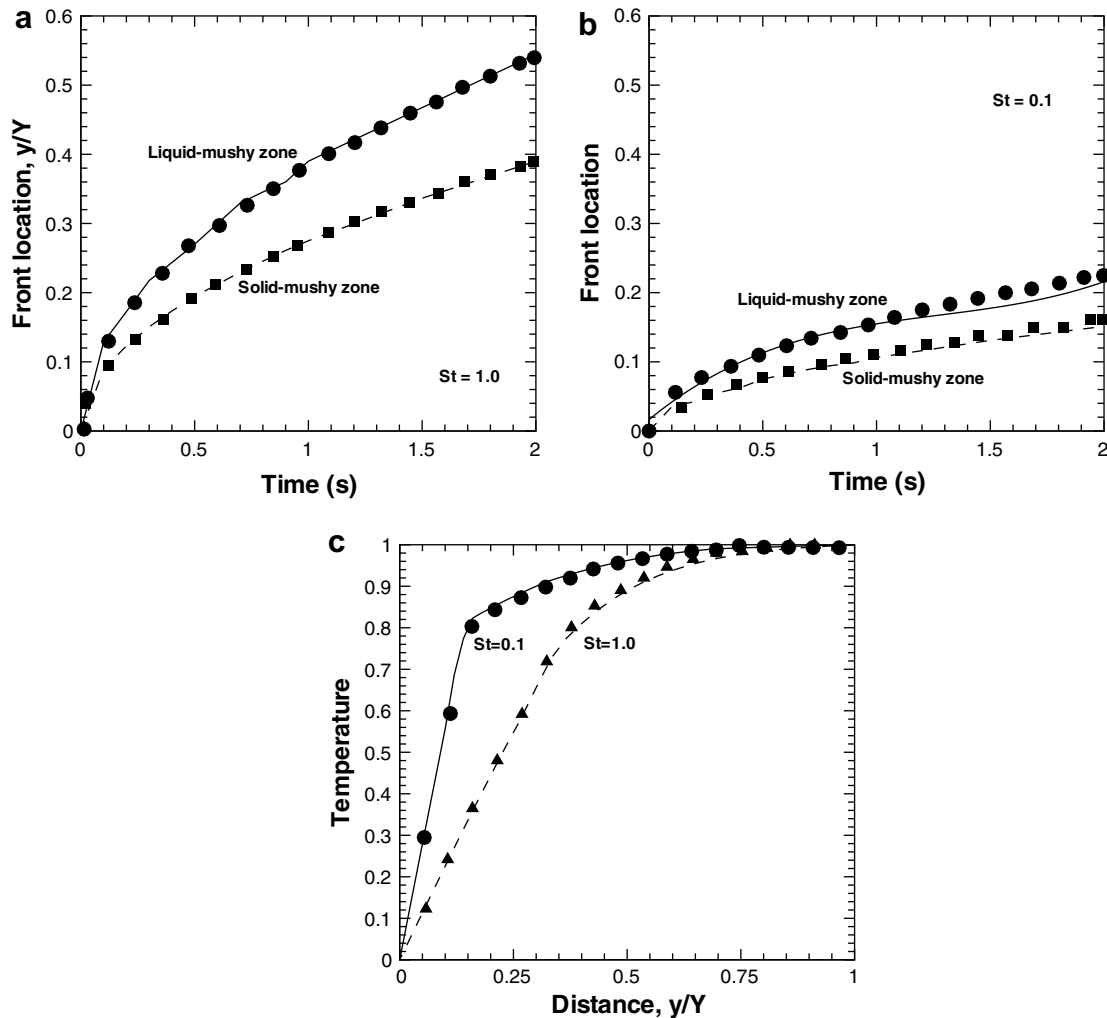 a
Front location, y/Y
0.6
0.5
0.4
0.3
0.2
0.1
0
Liquid-mushy zone
Solid-mushy zone
St = 1.0
0 0.5 1 1.5 2
Time (s)
b
Front location
0.6
0.5
0.4
0.3
0.2
0.1
0
St = 0.1
Liquid-mushy zone
Solid-mushy zone
0 0.5 1 1.5 2
Time (s)
c
Temperature
1
0.9
0.8
0.7
0.6
0.5
0.4
0.3
0.2
0.1
0
St=0.1 St=1.0
0 0.25 0.5 0.75 1
Distance, y/Y